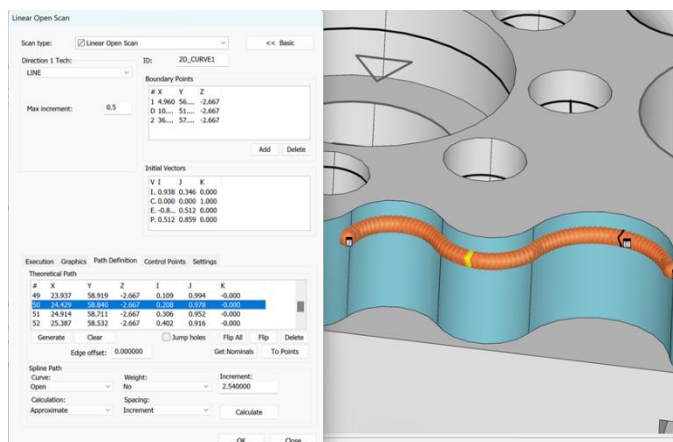 Linear Open Scan
Scan type: Linear Open Scan << Basic
Direction 1 Tech: ID: 2D_CURVE1
LINE
Boundary Points
# X Y Z
1 4.960 56.... -2.667
D 10.... 51.... -2.667
2 36.... 57.... -2.667
Max increment: 0.5
Add Delete
Initial Vectors
V I J K
I. 0.938 0.346 0.000
C. 0.000 0.000 1.000
E. -0.8... 0.512 0.000
P. 0.512 0.859 0.000
Execution Graphics Path Definition Control Points Settings
Theoretical Path
# X Y Z I J K
49 23.937 58.919 -2.667 0.109 0.994 -0.000
50 24.429 58.840 -2.667 0.208 0.978 -0.000
51 24.914 58.711 -2.667 0.306 0.952 -0.000
52 25.387 58.532 -2.667 0.402 0.916 -0.000
Generate Clear Jump holes Flip All Flip Delete
Edge offset: 0.000000 Get Nominals To Points
Spline Path
Curve: Weight: Increment:
Open No 2.540000
Calculation: Spacing:
Approximate Increment Calculate
OK Close